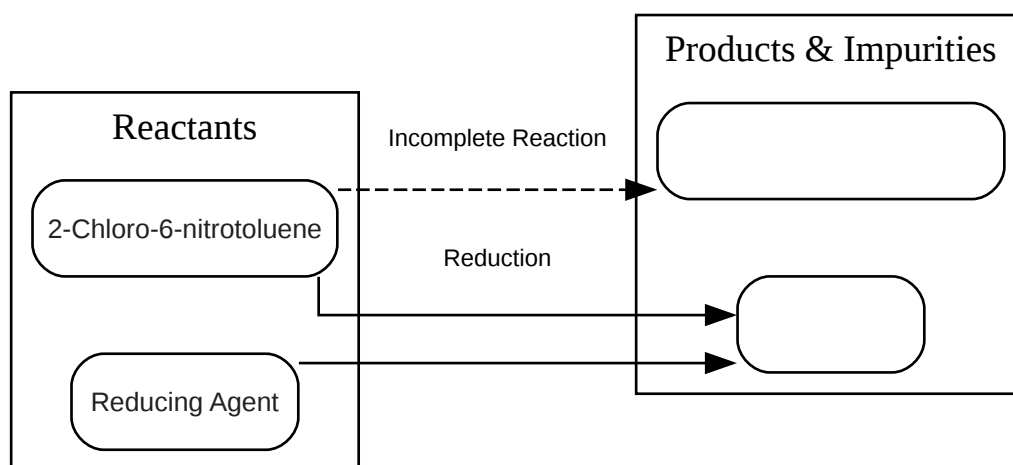 Products & Impurities
Reactants
Incomplete Reaction
2-Chloro-6-nitrotoluene
Reduction
Reducing Agent